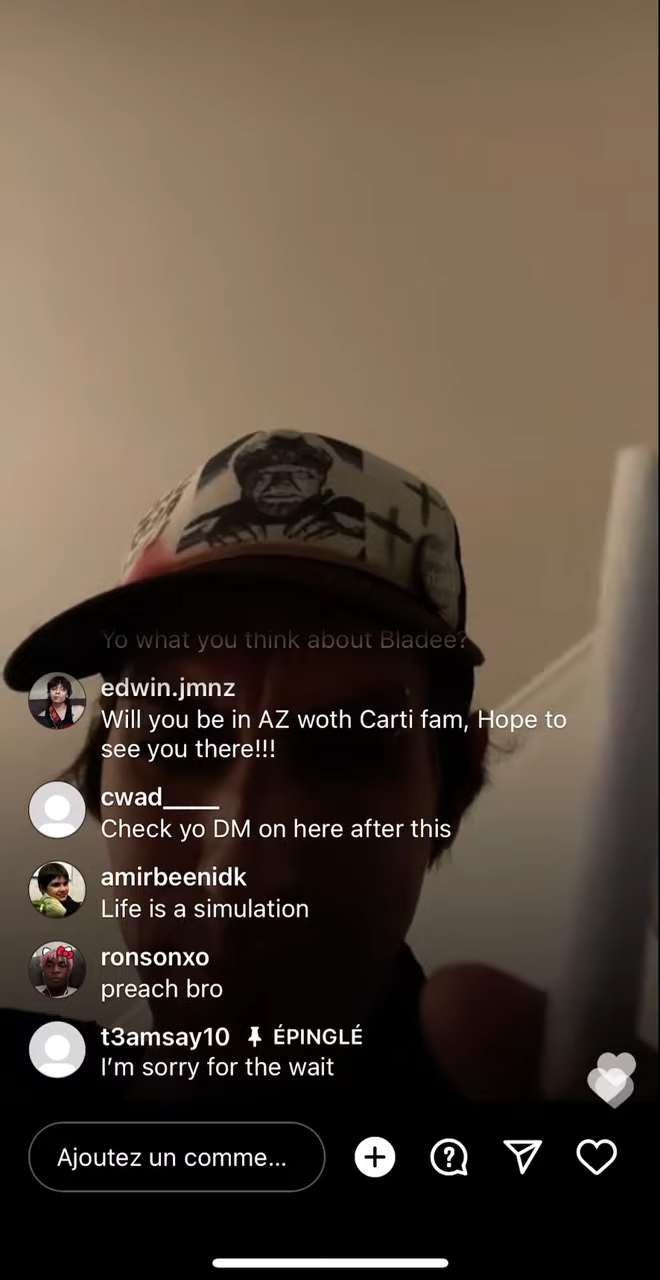 Yo what you think about Bladee?
edwin.jmnz
Will you be in AZ woth Carti fam, Hope to
see you there!!!
cwad_____
Check yo DM on here after this
amirbeenidk
Life is a simulation
ronsonxo
preach bro
t3amsay10 ÉPINGLÉ
I’m sorry for the wait
Ajoutez un comme...